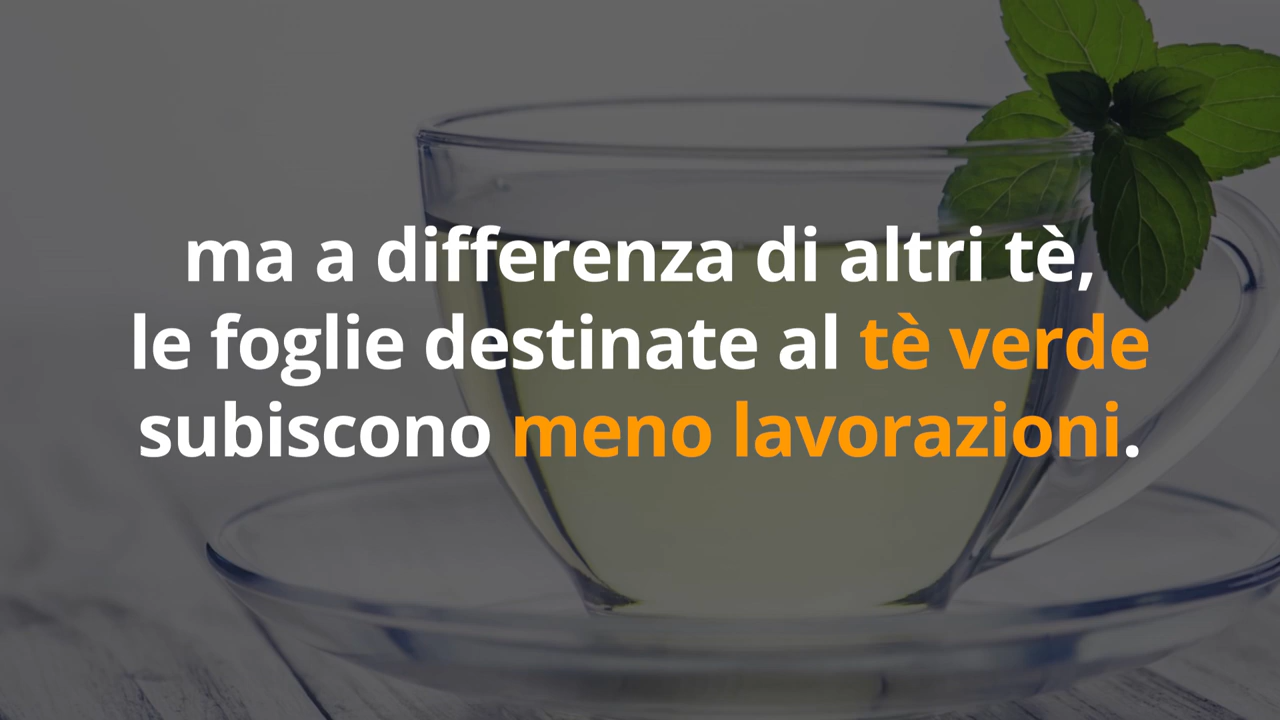 ma a differenza di altri tè,
le foglie destinate al tè verde
subiscono meno lavorazioni.